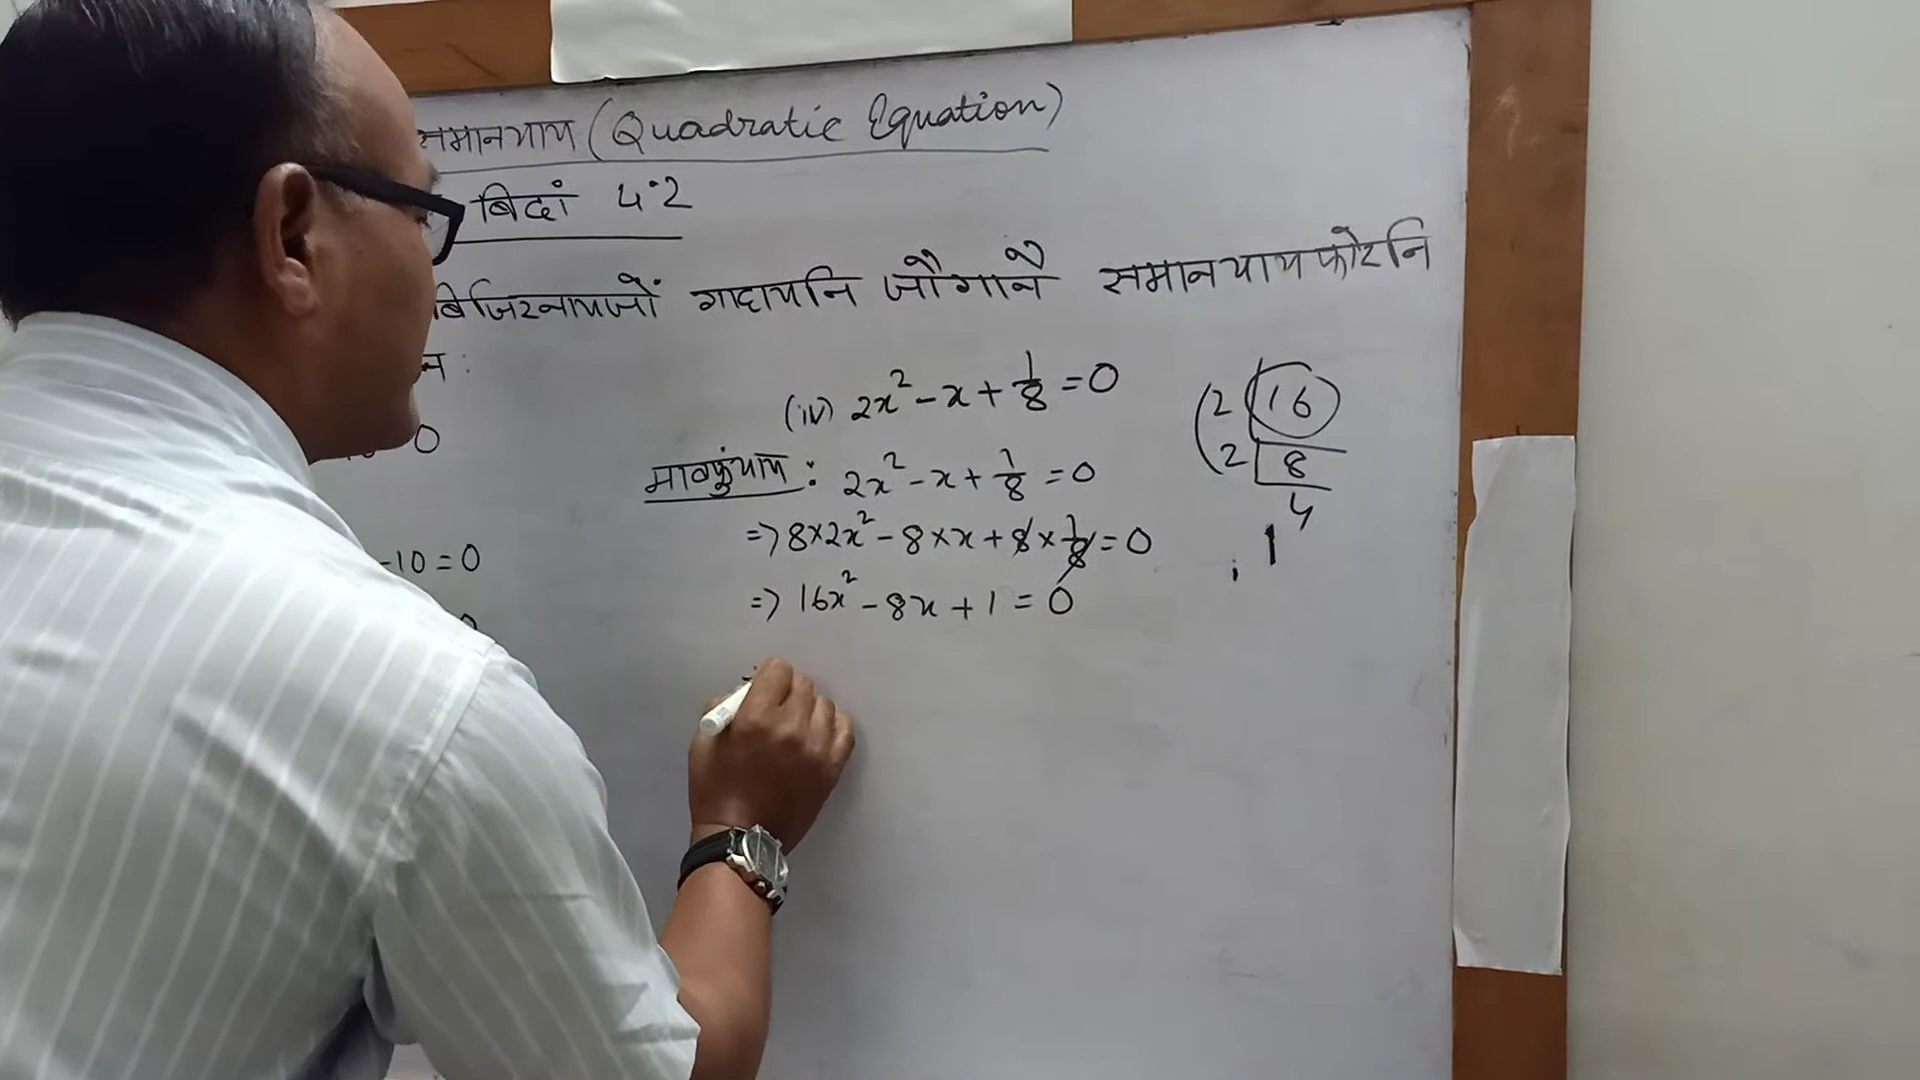 समानथाय (Quadratic Equation)
बिदां 4.2
गादायनि जौगानै समानथायफोरनि
न :
0
(iv) 2x² - x + 1/8 = 0
2 16
2 8
4
मावफुंथाय : 2x² - x + 1/8 = 0
-10 = 0
=> 8×2x² - 8×x + 8×1/8 = 0
1
=> 16x² - 8x + 1 = 0